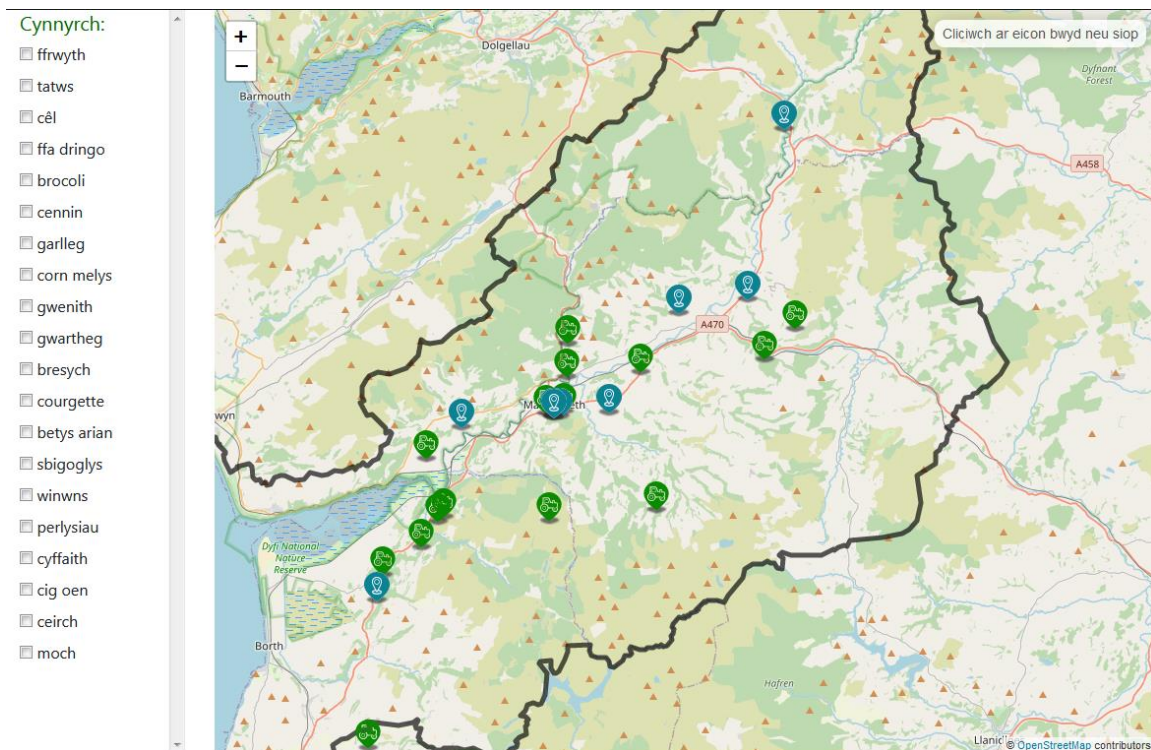 Cynnyrch:
ffrwyth
tatws
cêl
ffa dringo
brocoli
cennin
garlleg
corn melys
gwenith
gwartheg
bresych
courgette
betys arian
sbigoglys
winwns
perlysiau
cyffaith
cig oen
ceirch
moch
+
−
Cliciwch ar eicon bwyd neu siop
Dolgellau
Dyfnant
Forest
Barmouth
A458
A470
Dyfi National
Nature
Reserve
Borth
Hafren
© OpenStreetMap contributors